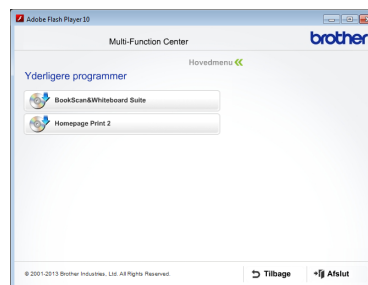 Adobe Flash Player 10
Multi-Function Center
brother
Hovedmenu
Yderligere programmer
BookScan&Whiteboard Suite
Homepage Print 2
© 2001-2013 Brother Industries, Ltd. All Rights Reserved.
Tilbage
Afslut